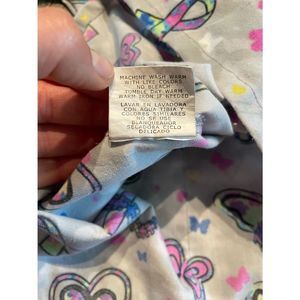 MACHINE WASH WARM
WITH LIKE COLORS
NO BLEACH
TUMBLE DRY-WARM
WARM IRON IF NEEDED
LAVAR EN LAVADORA
CON AGUA TIBIA Y
COLORES SIMILARES
NO SE USE
BLANQUEADOR
SECADORA CICLO
DELICADO